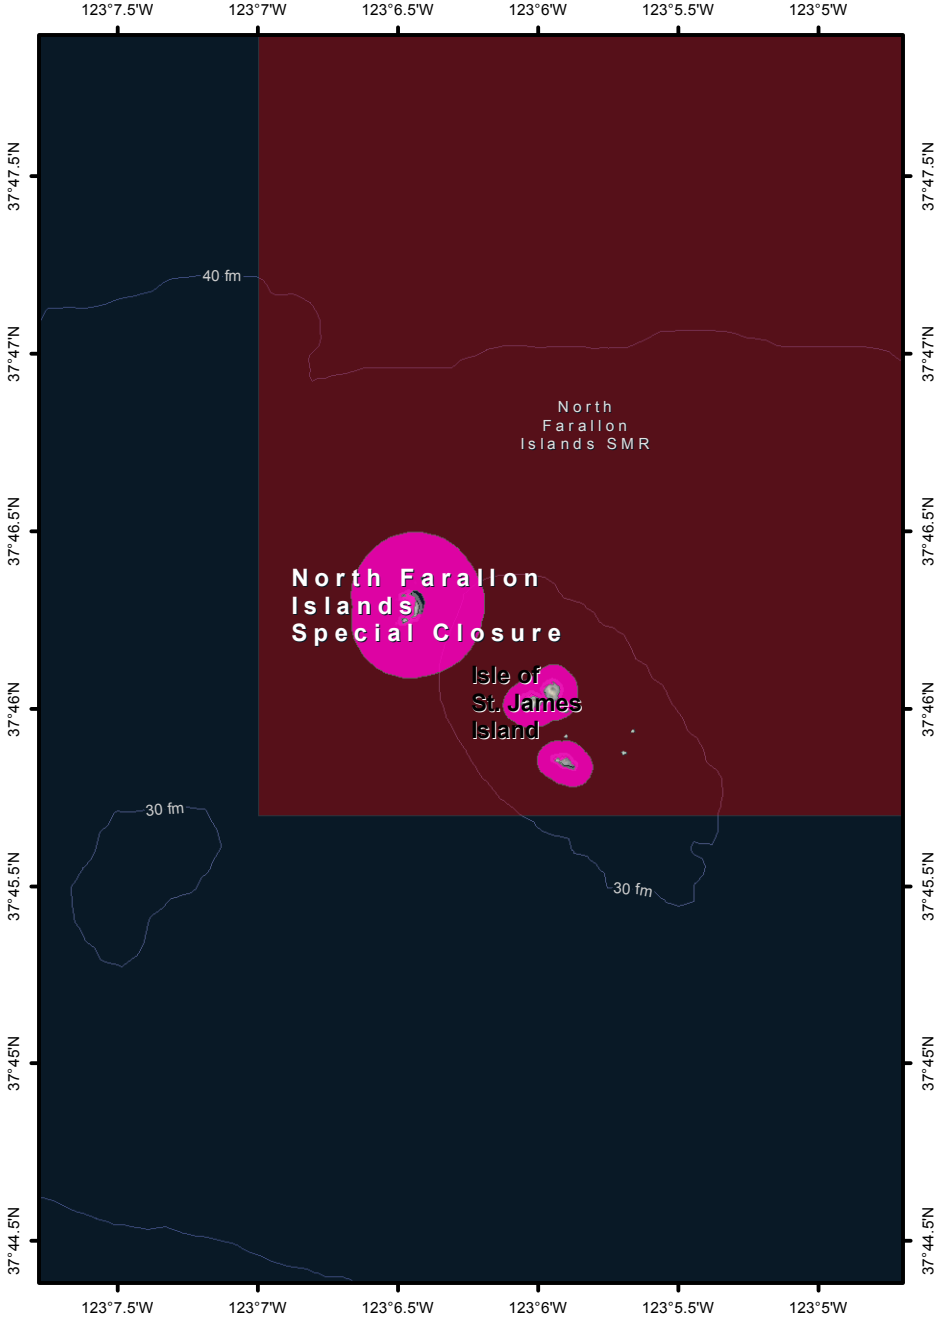 123°7.5'W 123°7'W 123°6.5'W 123°6'W 123°5.5'W 123°5'W
37°47.5'N 37°47.5'N
40 fm
37°47'N 37°47'N
North
Farallon
Islands SMR
37°46.5'N 37°46.5'N
North Farallon
Islands
Special Closure
Isle of
St. James
Island
37°46'N 37°46'N
30 fm
37°45.5'N 37°45.5'N
30 fm
37°45'N 37°45'N
37°44.5'N 37°44.5'N
123°7.5'W 123°7'W 123°6.5'W 123°6'W 123°5.5'W 123°5'W